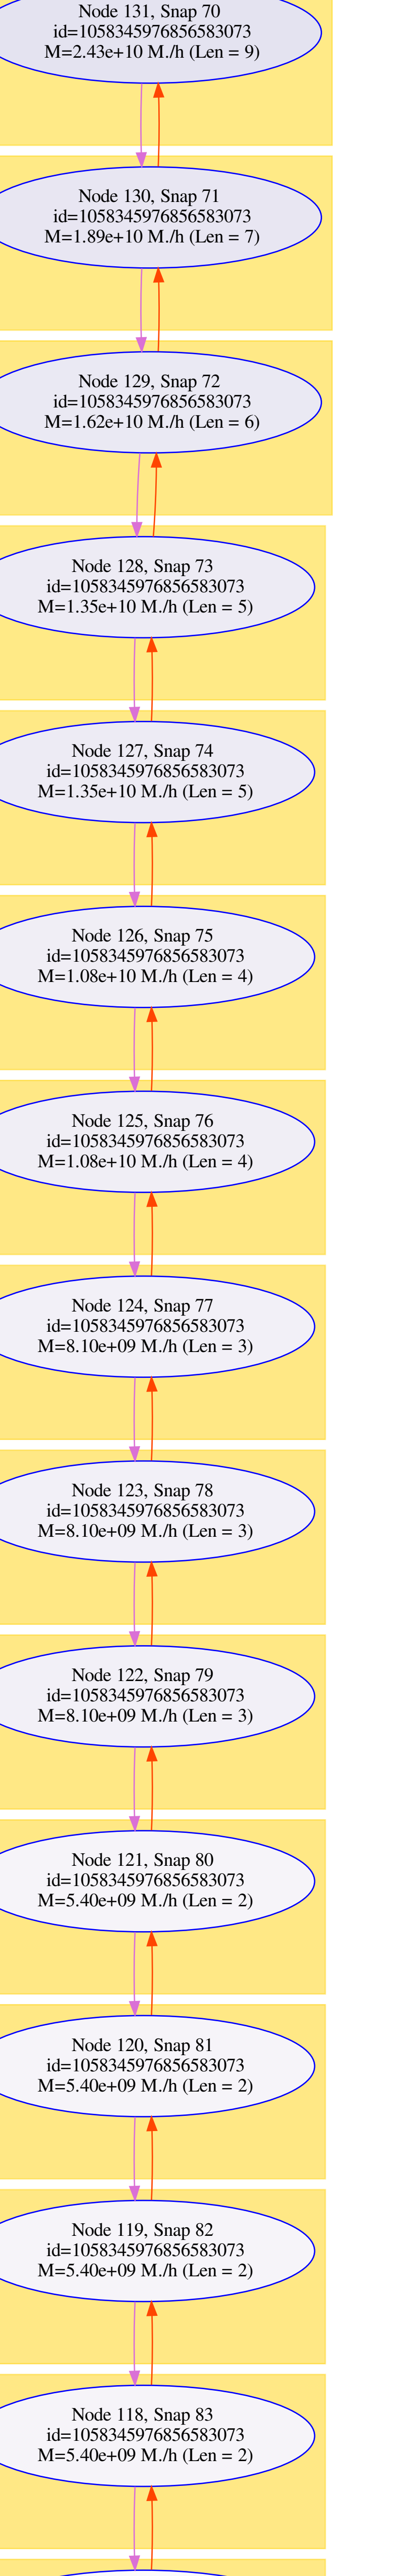 Node 131, Snap 70
id=1058345976856583073
M=2.43e+10 M./h (Len = 9)
Node 130, Snap 71
id=1058345976856583073
M=1.89e+10 M./h (Len = 7)
Node 129, Snap 72
id=1058345976856583073
M=1.62e+10 M./h (Len = 6)
Node 128, Snap 73
id=1058345976856583073
M=1.35e+10 M./h (Len = 5)
Node 127, Snap 74
id=1058345976856583073
M=1.35e+10 M./h (Len = 5)
Node 126, Snap 75
id=1058345976856583073
M=1.08e+10 M./h (Len = 4)
Node 125, Snap 76
id=1058345976856583073
M=1.08e+10 M./h (Len = 4)
Node 124, Snap 77
id=1058345976856583073
M=8.10e+09 M./h (Len = 3)
Node 123, Snap 78
id=1058345976856583073
M=8.10e+09 M./h (Len = 3)
Node 122, Snap 79
id=1058345976856583073
M=8.10e+09 M./h (Len = 3)
Node 121, Snap 80
id=1058345976856583073
M=5.40e+09 M./h (Len = 2)
Node 120, Snap 81
id=1058345976856583073
M=5.40e+09 M./h (Len = 2)
Node 119, Snap 82
id=1058345976856583073
M=5.40e+09 M./h (Len = 2)
Node 118, Snap 83
id=1058345976856583073
M=5.40e+09 M./h (Len = 2)